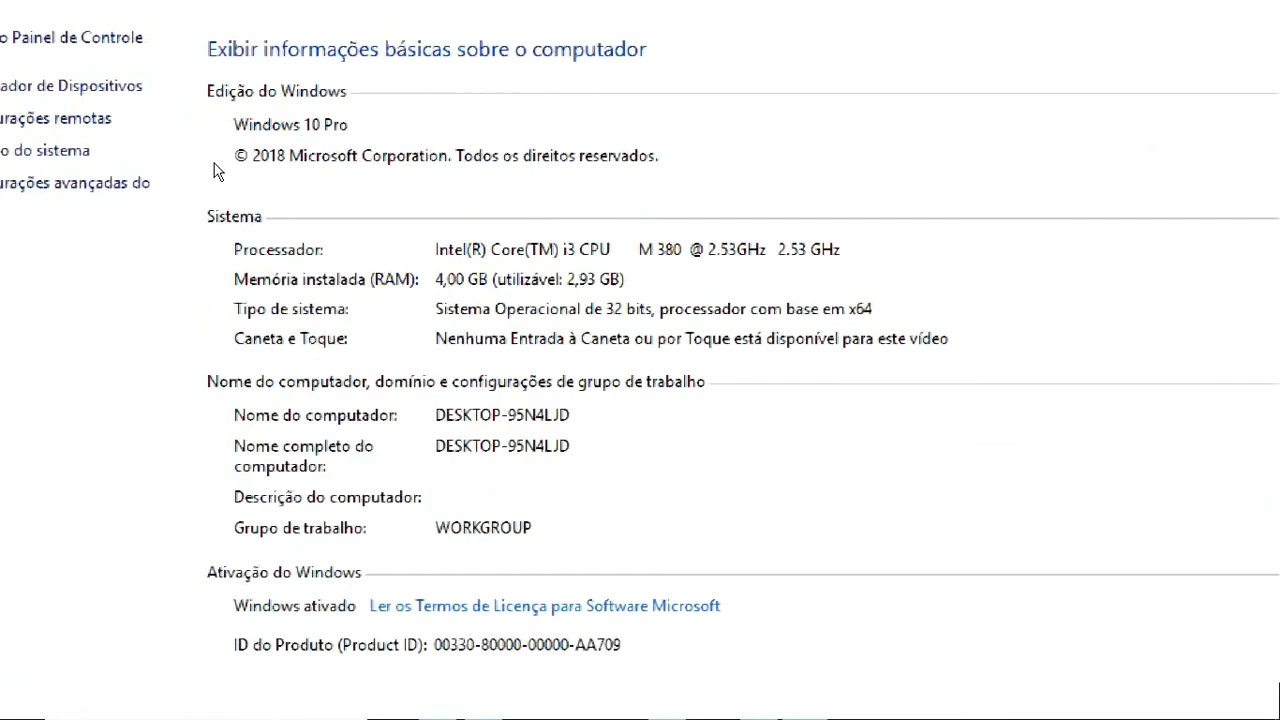 o Painel de Controle
ador de Dispositivos
urações remotas
o do sistema
urações avançadas do
Exibir informações básicas sobre o computador
Edição do Windows
Windows 10 Pro
© 2018 Microsoft Corporation. Todos os direitos reservados.
Sistema
Processador: Intel(R) Core(TM) i3 CPU M 380 @ 2.53GHz 2.53 GHz
Memória instalada (RAM): 4,00 GB (utilizável: 2,93 GB)
Tipo de sistema: Sistema Operacional de 32 bits, processador com base em x64
Caneta e Toque: Nenhuma Entrada à Caneta ou por Toque está disponível para este vídeo
Nome do computador, domínio e configurações de grupo de trabalho
Nome do computador: DESKTOP-95N4LJD
Nome completo do DESKTOP-95N4LJD
computador:
Descrição do computador:
Grupo de trabalho: WORKGROUP
Ativação do Windows
Windows ativado Ler os Termos de Licença para Software Microsoft
ID do Produto (Product ID): 00330-80000-00000-AA709